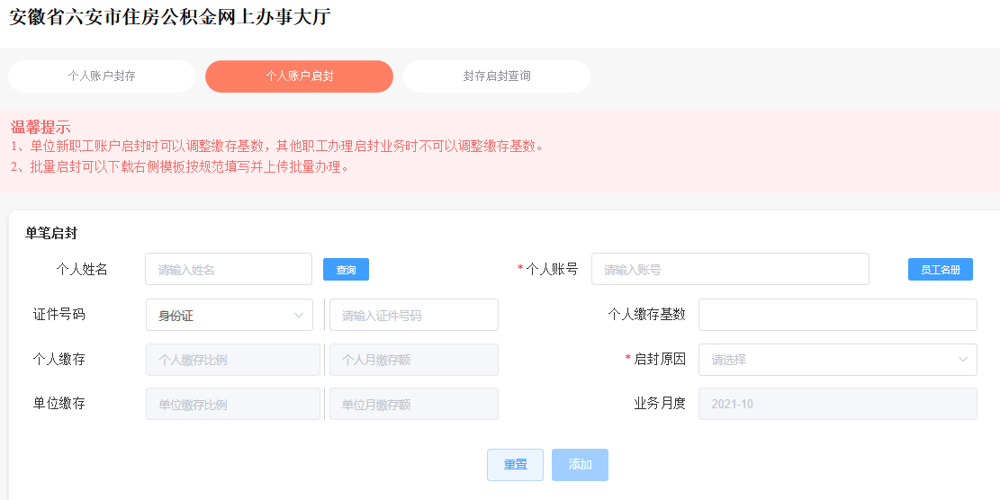 安徽省六安市住房公积金网上办事大厅
个人账户封存 个人账户启封 封存启封查询
温馨提示
1、单位新职工账户启封时可以调整缴存基数，其他职工办理启封业务时不可以调整缴存基数。
2、批量启封可以下载右侧模板按规范填写并上传批量办理。
单笔启封
个人姓名 请输入姓名 查询 *个人账号 请输入账号 员工名册
证件号码 身份证 请输入证件号码 个人缴存基数
个人缴存 个人缴存比例 个人月缴存额 *启封原因 请选择
单位缴存 单位缴存比例 单位月缴存额 业务月度 2021-10
重置 添加